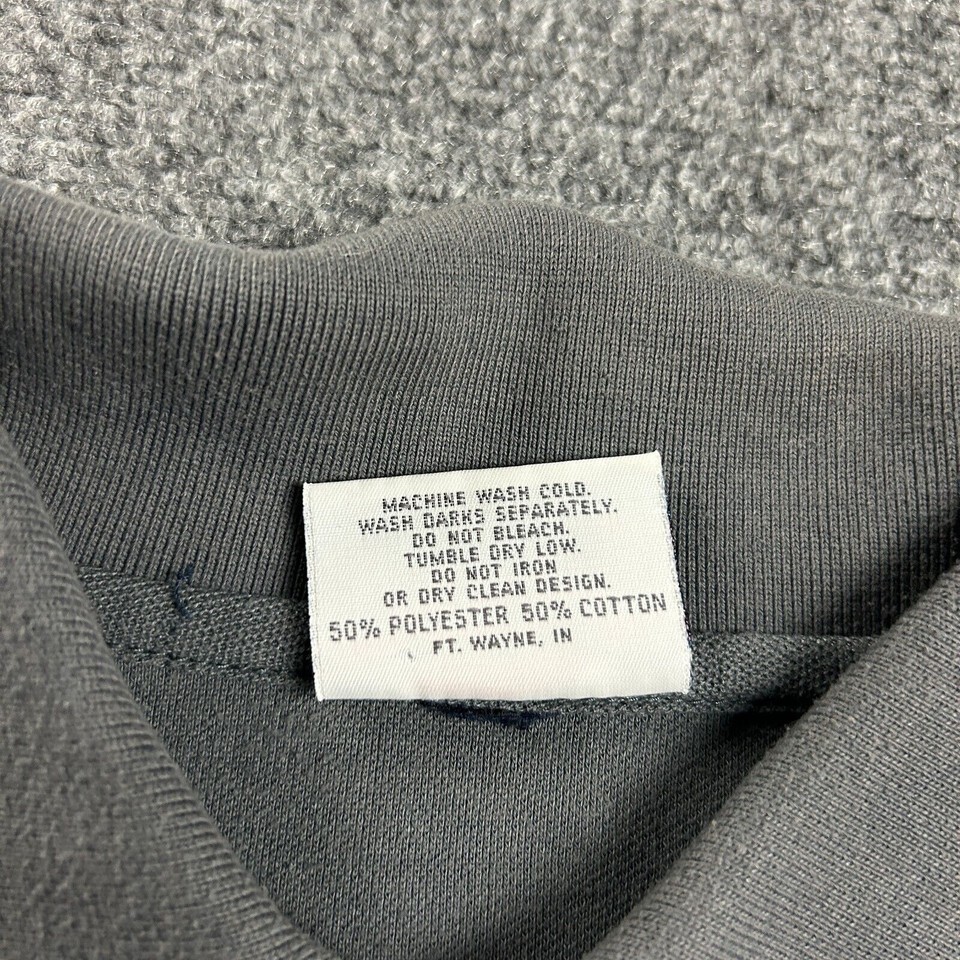 MACHINE WASH COLD.
WASH DARKS SEPARATELY.
DO NOT BLEACH.
TUMBLE DRY LOW.
DO NOT IRON
OR DRY CLEAN DESIGN.
50% POLYESTER 50% COTTON
FT. WAYNE, IN